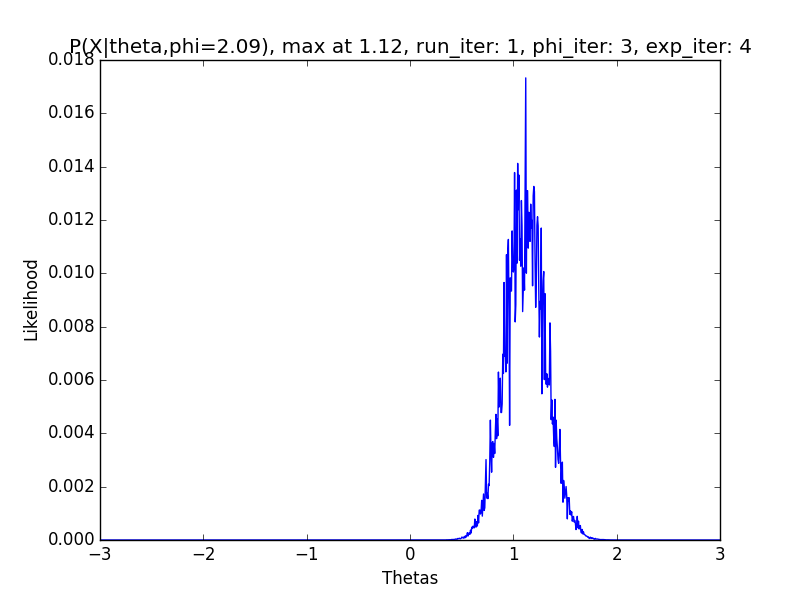 P(X|theta,phi=2.09), max at 1.12, run_iter: 1, phi_iter: 3, exp_iter: 4
0.018
0.016
0.014
0.012
0.010
0.008
0.006
0.004
0.002
0.000
Likelihood
−3 −2 −1 0 1 2 3
Thetas